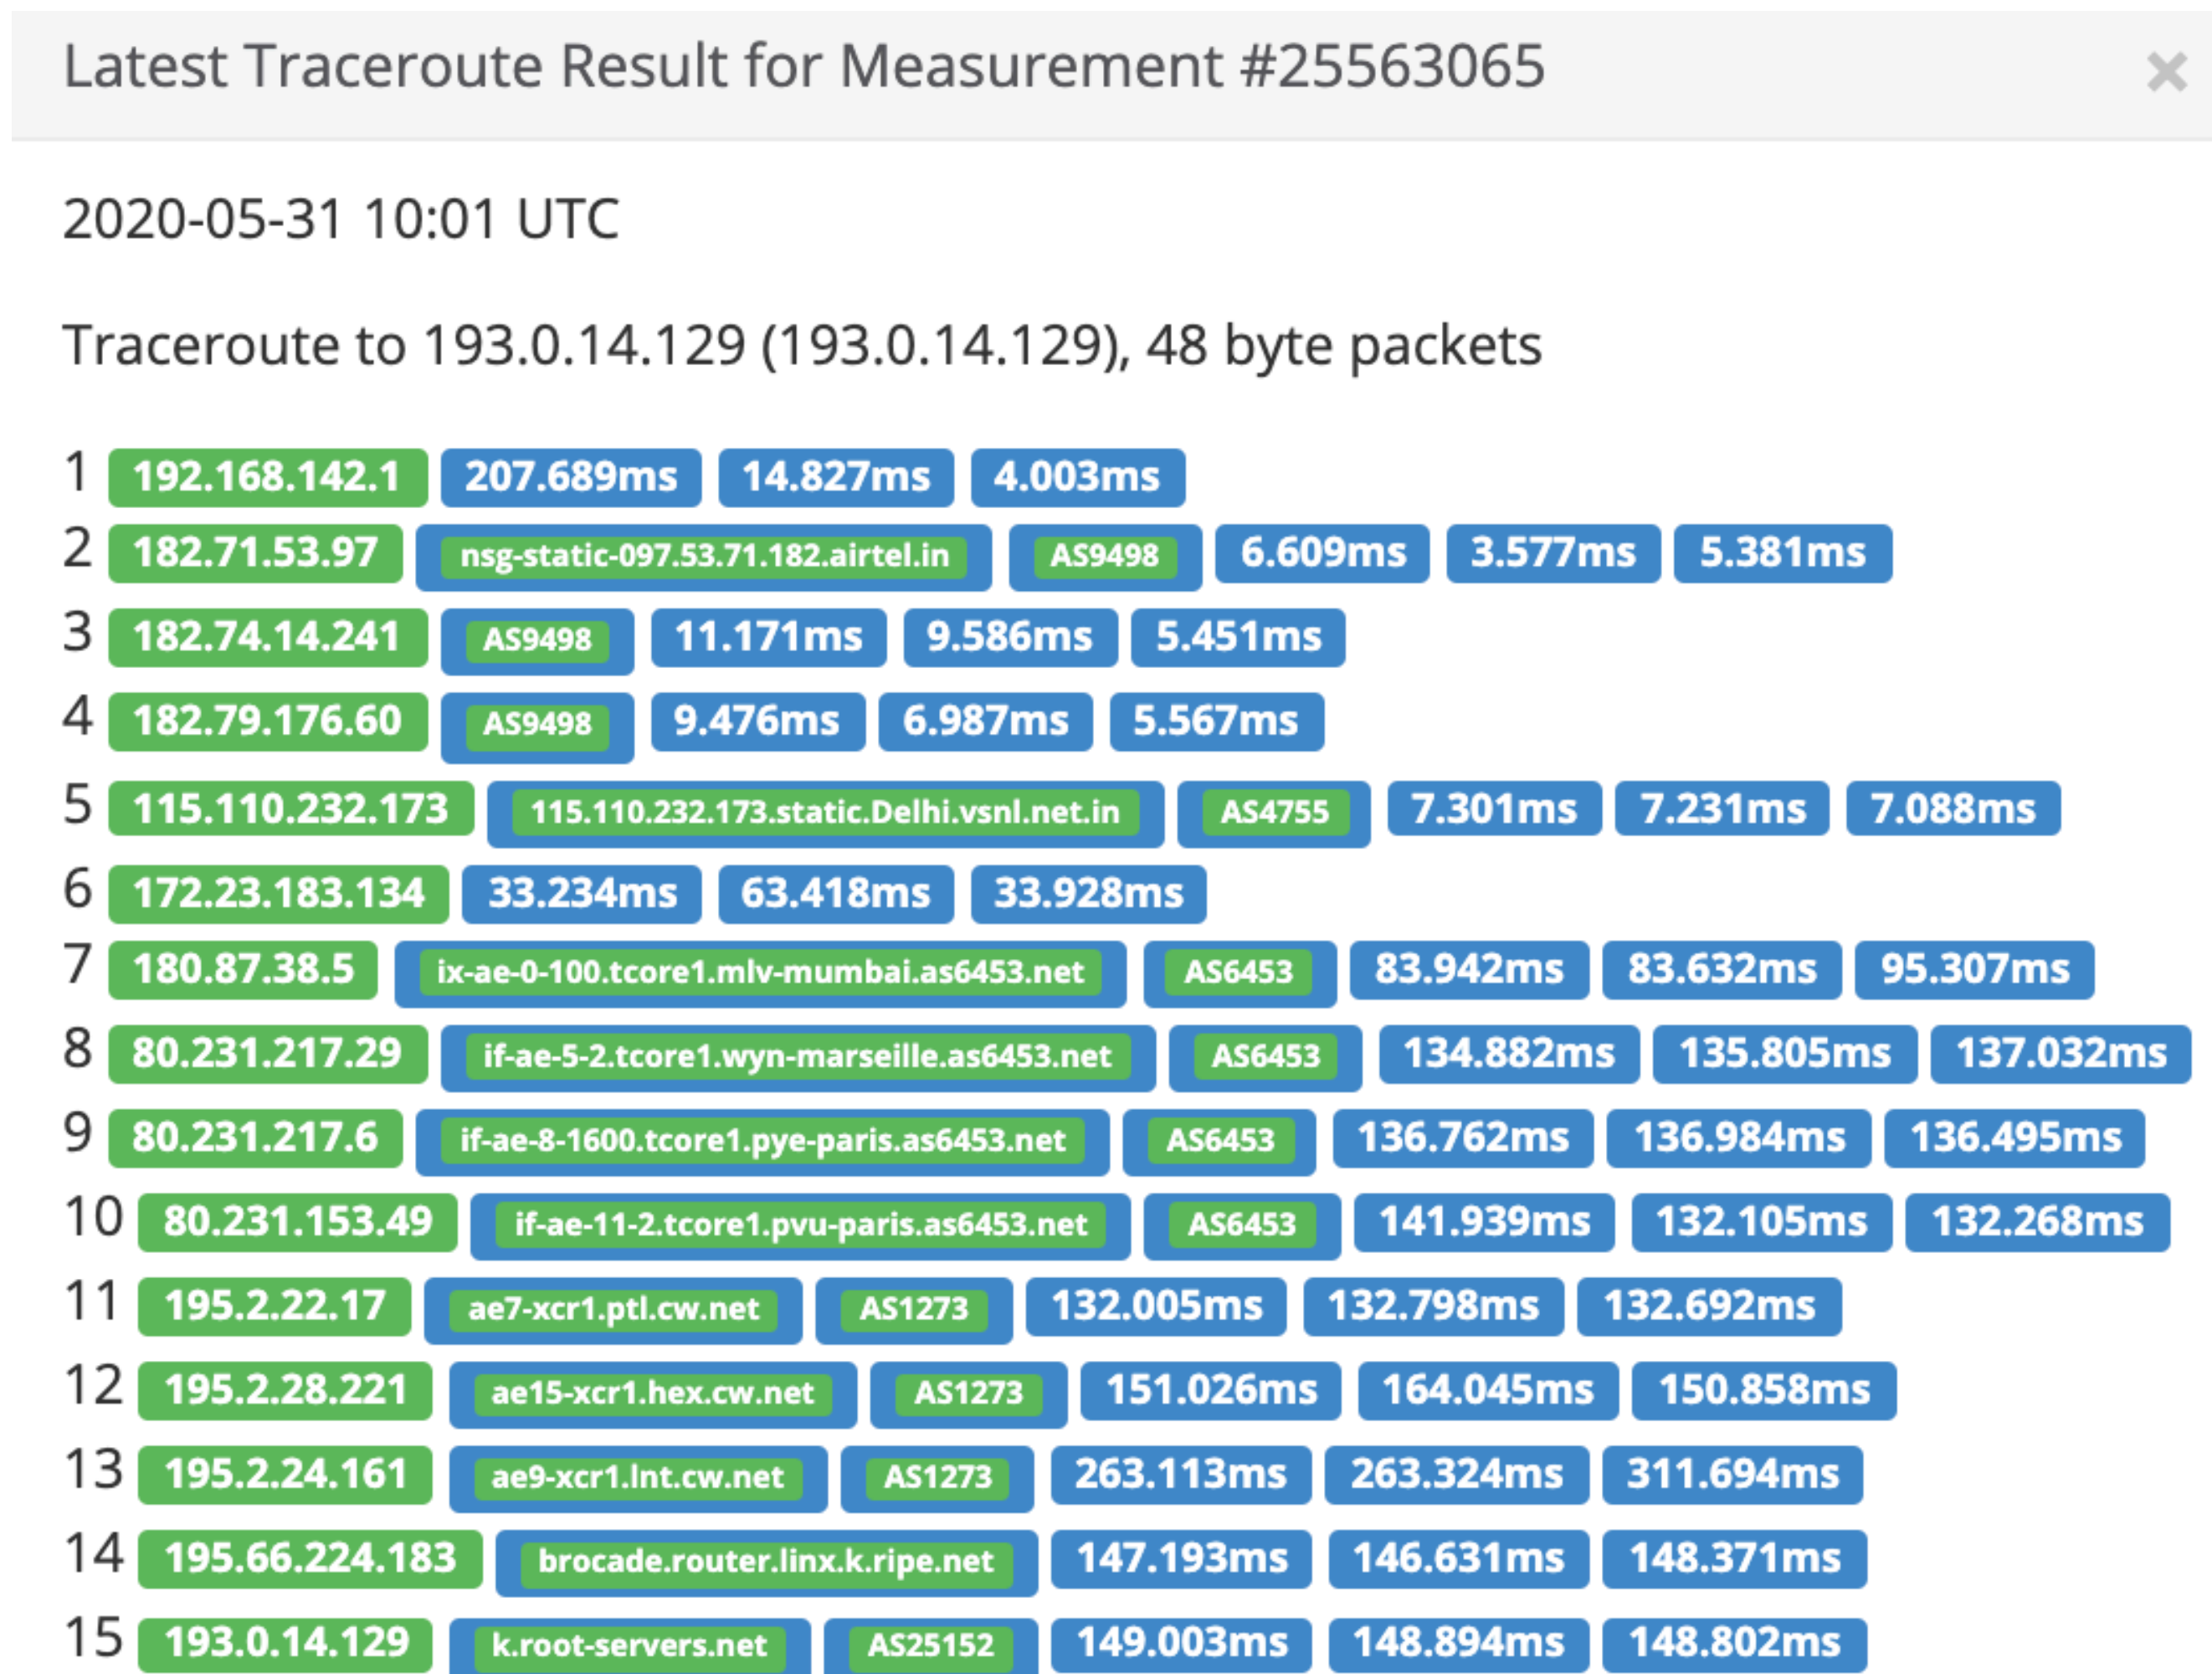 Latest Traceroute Result for Measurement #25563065 ×
2020-05-31 10:01 UTC
Traceroute to 193.0.14.129 (193.0.14.129), 48 byte packets
1 192.168.142.1 207.689ms 14.827ms 4.003ms
2 182.71.53.97 nsg-static-097.53.71.182.airtel.in AS9498 6.609ms 3.577ms 5.381ms
3 182.74.14.241 AS9498 11.171ms 9.586ms 5.451ms
4 182.79.176.60 AS9498 9.476ms 6.987ms 5.567ms
5 115.110.232.173 115.110.232.173.static.Delhi.vsnl.net.in AS4755 7.301ms 7.231ms 7.088ms
6 172.23.183.134 33.234ms 63.418ms 33.928ms
7 180.87.38.5 ix-ae-0-100.tcore1.mlv-mumbai.as6453.net AS6453 83.942ms 83.632ms 95.307ms
8 80.231.217.29 if-ae-5-2.tcore1.wyn-marseille.as6453.net AS6453 134.882ms 135.805ms 137.032ms
9 80.231.217.6 if-ae-8-1600.tcore1.pye-paris.as6453.net AS6453 136.762ms 136.984ms 136.495ms
10 80.231.153.49 if-ae-11-2.tcore1.pvu-paris.as6453.net AS6453 141.939ms 132.105ms 132.268ms
11 195.2.22.17 ae7-xcr1.ptl.cw.net AS1273 132.005ms 132.798ms 132.692ms
12 195.2.28.221 ae15-xcr1.hex.cw.net AS1273 151.026ms 164.045ms 150.858ms
13 195.2.24.161 ae9-xcr1.lnt.cw.net AS1273 263.113ms 263.324ms 311.694ms
14 195.66.224.183 brocade.router.linx.k.ripe.net 147.193ms 146.631ms 148.371ms
15 193.0.14.129 k.root-servers.net AS25152 149.003ms 148.894ms 148.802ms